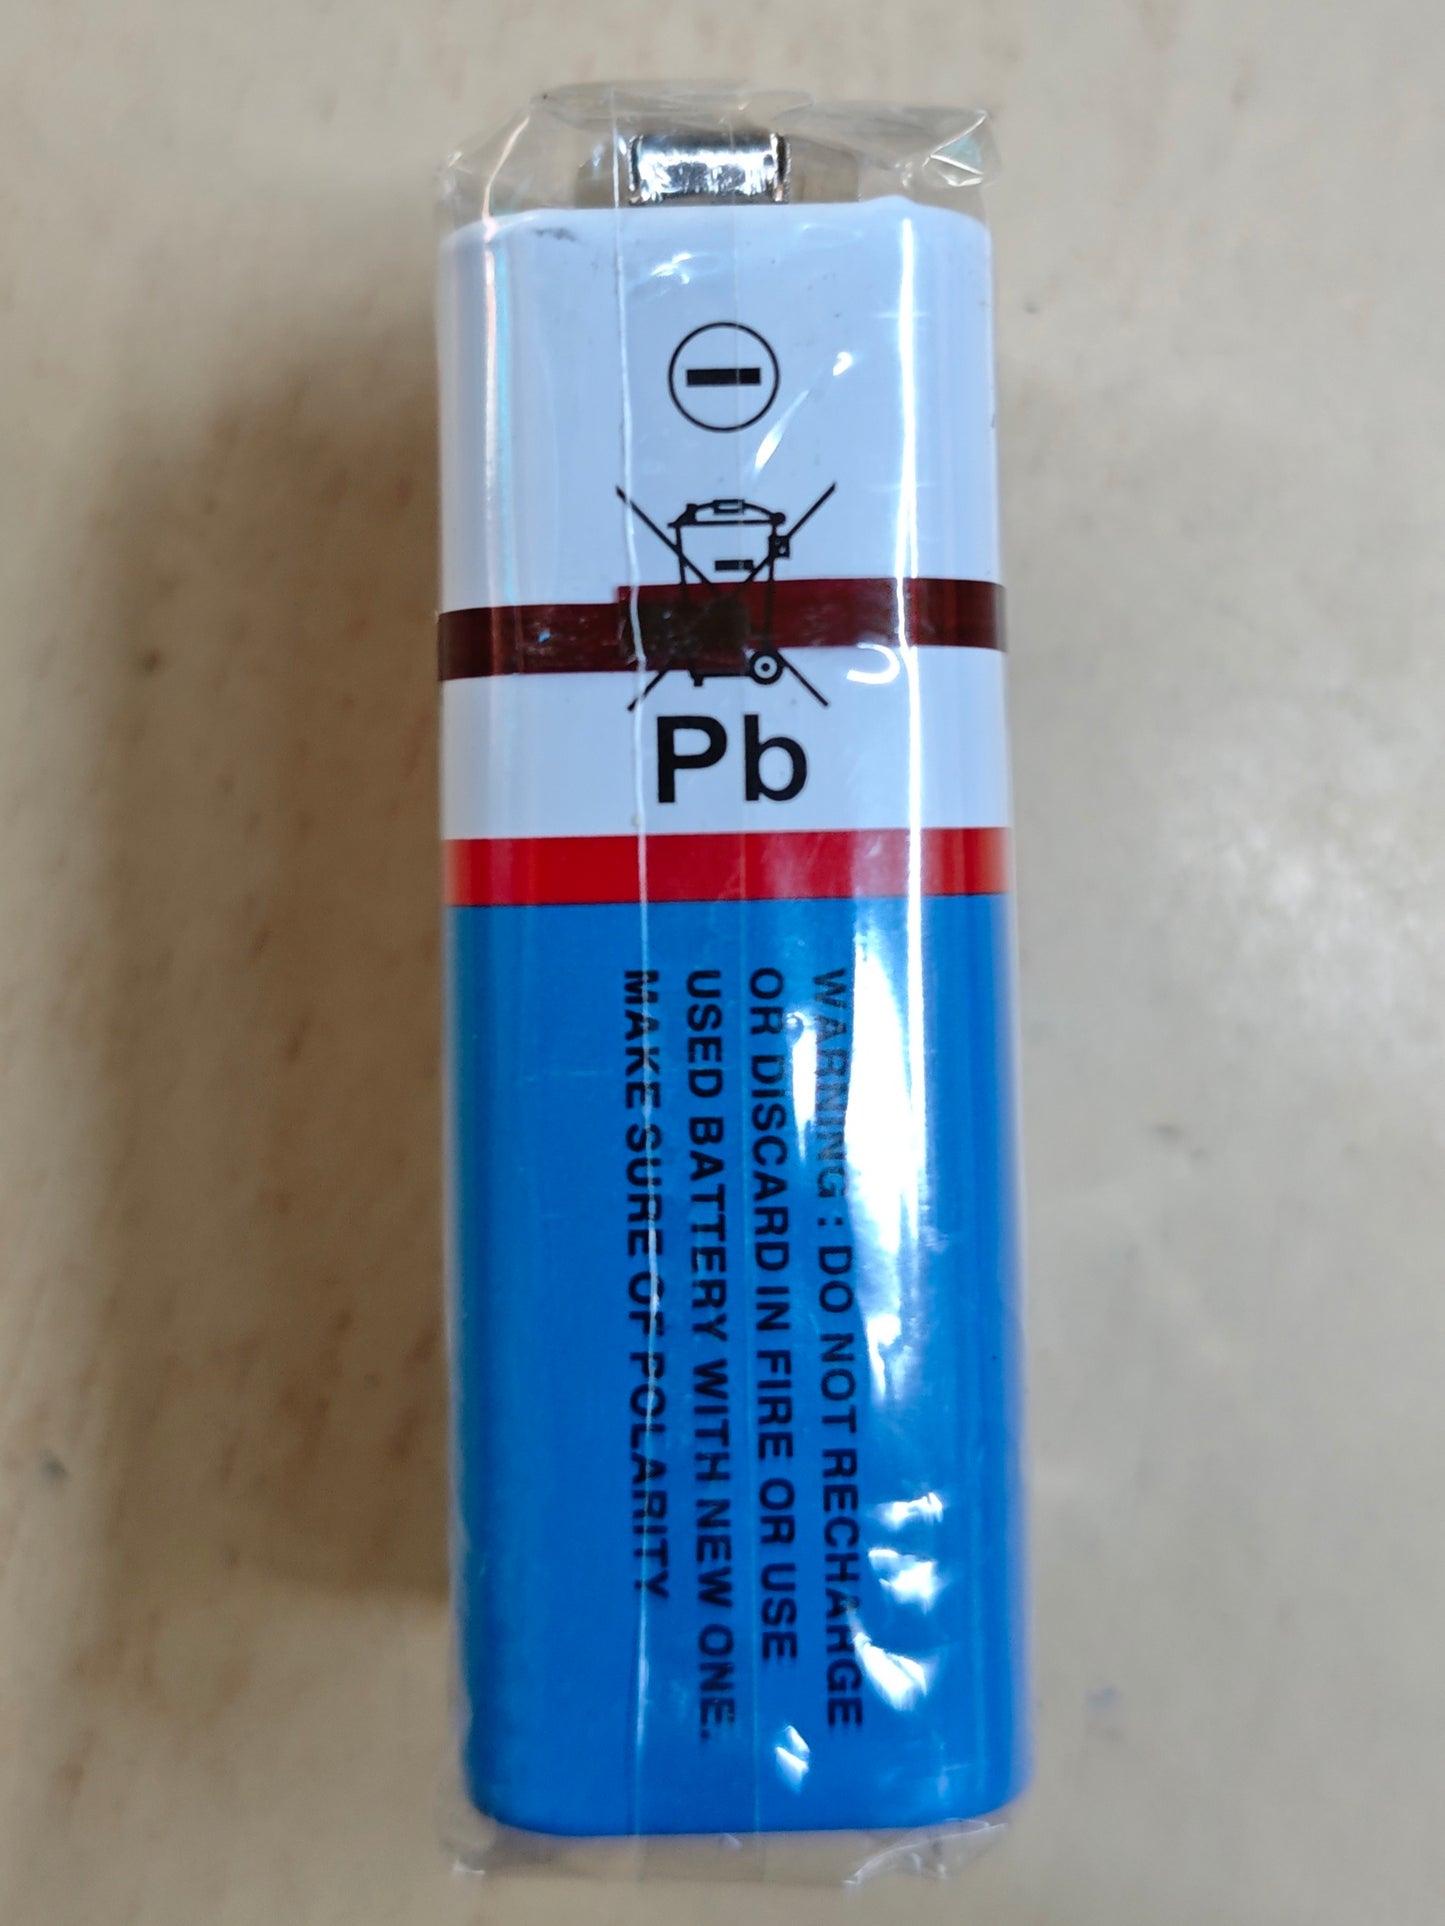 Pb
WARNING : DO NOT RECHARGE
OR DISCARD IN FIRE OR USE
USED BATTERY WITH NEW ONE.
MAKE SURE OF POLARITY